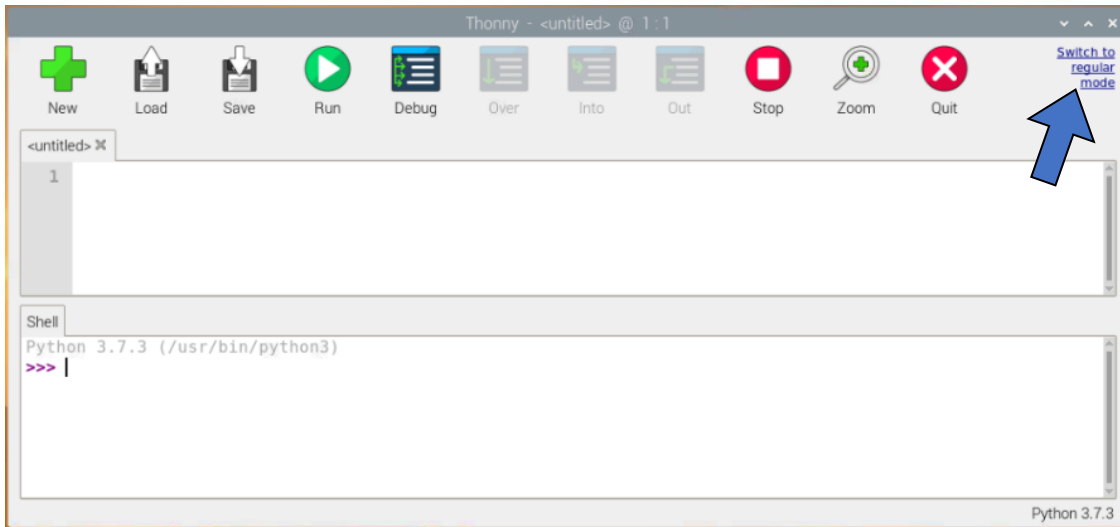 Thonny - <untitled> @ 1:1
Switch to
regular
mode
New Load Save Run Debug Over Into Out Stop Zoom Quit
<untitled>
1
Shell
Python 3.7.3 (/usr/bin/python3)
>>>
Python 3.7.3